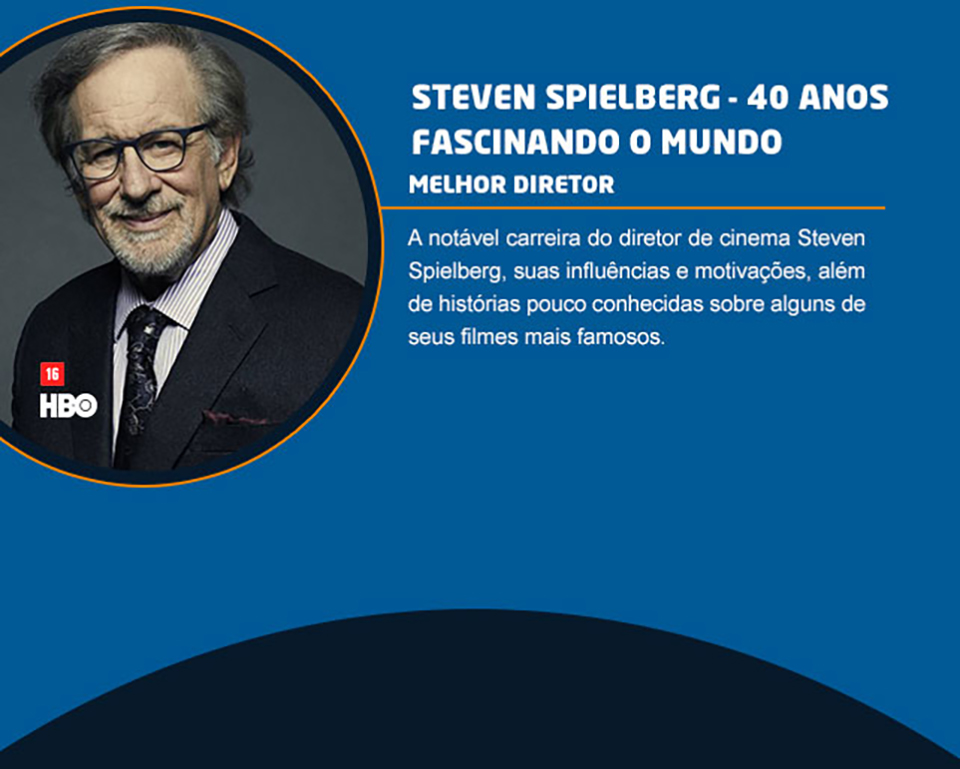 STEVEN SPIELBERG - 40 ANOS
FASCINANDO O MUNDO
MELHOR DIRETOR
A notável carreira do diretor de cinema Steven
Spielberg, suas influências e motivações, além
de histórias pouco conhecidas sobre alguns de
seus filmes mais famosos.
16
HBO